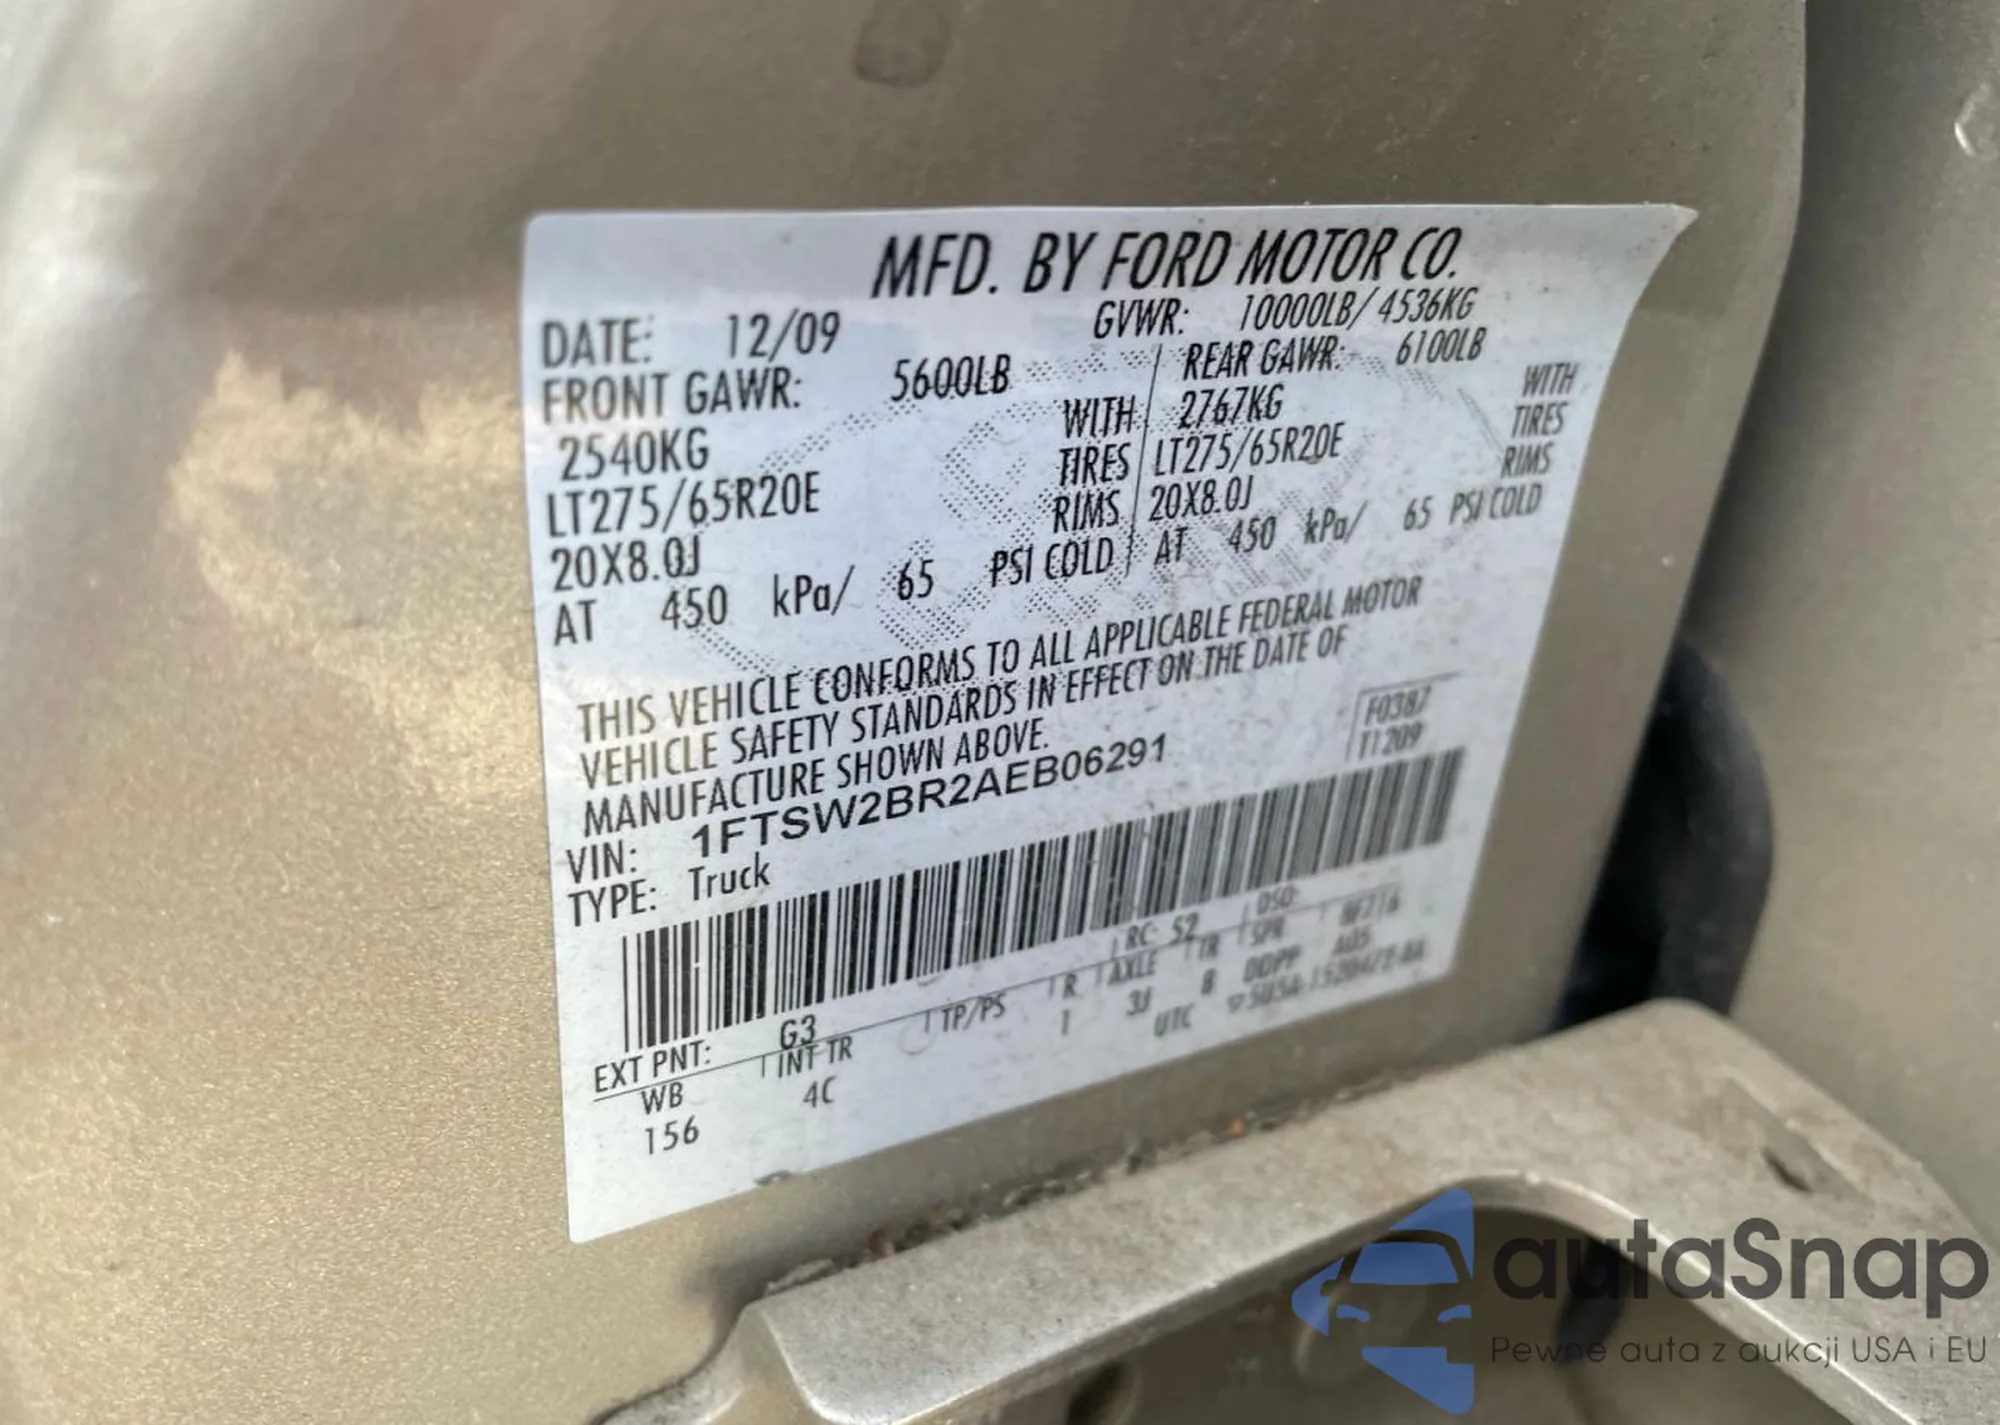 MFD. BY FORD MOTOR CO.
DATE: 12/09 GVWR: 10000LB/ 4536KG
FRONT GAWR: 5600LB REAR GAWR: 6100LB
2540KG WITH 2767KG WITH
LT275/65R20E TIRES LT275/65R20E TIRES
20X8.0J RIMS 20X8.0J RIMS
AT 450 kPa/ 65 PSI COLD AT 450 kPa/ 65 PSI COLD
THIS VEHICLE CONFORMS TO ALL APPLICABLE FEDERAL MOTOR
VEHICLE SAFETY STANDARDS IN EFFECT ON THE DATE OF
MANUFACTURE SHOWN ABOVE.
F0387
T1209
VIN: 1FTSW2BR2AEB06291
TYPE: Truck
EXT PNT: G3 RC: 52 DSO:
WB INT TR TP/PS R AXLE TR SPR
156 4C 1 3J B
UTC
autaSnap
Pewne auta z aukcji USA i EU